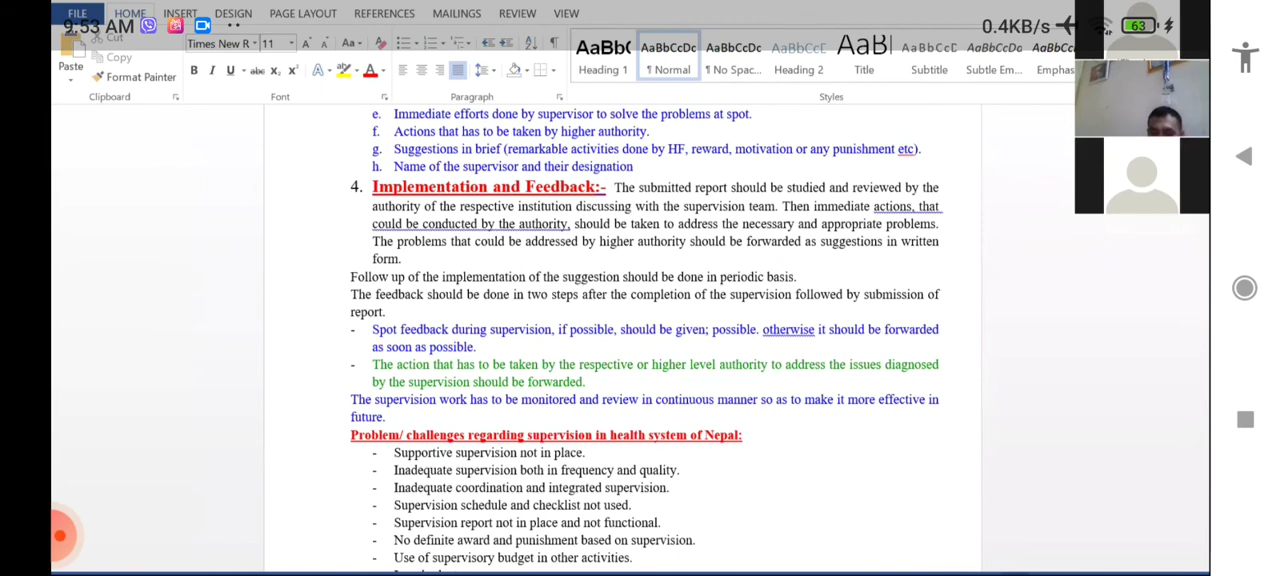 FILE HOME INSERT DESIGN PAGE LAYOUT REFERENCES MAILINGS REVIEW VIEW
9:53 AM 0.4KB/s 63
Cut
Copy
Paste
Format Painter
Times New R 11 Aa
B I U abc X₂ X² A A
AaBb( AaBbCcDc AaBbCcDc AaBbCcE AaB AaBbCcD AaBbCcDc AaBbCc
Heading 1 ¶ Normal ¶ No Spac... Heading 2 Title Subtitle Subtle Em... Emphas
Clipboard Font Paragraph Styles
e. Immediate efforts done by supervisor to solve the problems at spot.
f. Actions that has to be taken by higher authority.
g. Suggestions in brief (remarkable activities done by HF, reward, motivation or any punishment etc).
h. Name of the supervisor and their designation
4. Implementation and Feedback:- The submitted report should be studied and reviewed by the
authority of the respective institution discussing with the supervision team. Then immediate actions, that
could be conducted by the authority, should be taken to address the necessary and appropriate problems.
The problems that could be addressed by higher authority should be forwarded as suggestions in written
form.
Follow up of the implementation of the suggestion should be done in periodic basis.
The feedback should be done in two steps after the completion of the supervision followed by submission of
report.
- Spot feedback during supervision, if possible, should be given; possible. otherwise it should be forwarded
as soon as possible.
- The action that has to be taken by the respective or higher level authority to address the issues diagnosed
by the supervision should be forwarded.
The supervision work has to be monitored and review in continuous manner so as to make it more effective in
future.
Problem/ challenges regarding supervision in health system of Nepal:
- Supportive supervision not in place.
- Inadequate supervision both in frequency and quality.
- Inadequate coordination and integrated supervision.
- Supervision schedule and checklist not used.
- Supervision report not in place and not functional.
- No definite award and punishment based on supervision.
- Use of supervisory budget in other activities.